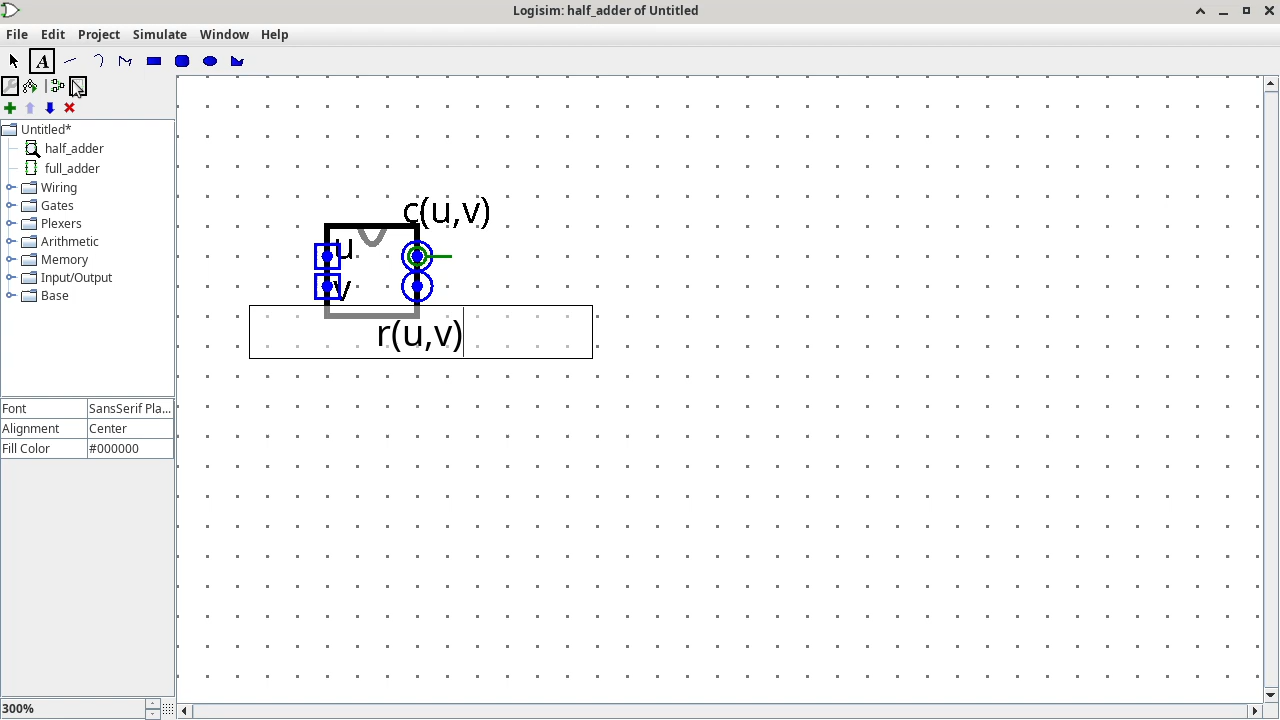 Logisim: half_adder of Untitled
File Edit Project Simulate Window Help
A
Untitled*
half_adder
full_adder
Wiring
Gates
Plexers
Arithmetic
Memory
Input/Output
Base
Font SansSerif Pla...
Alignment Center
Fill Color #000000
300%
c(u,v)
u
v
r(u,v)